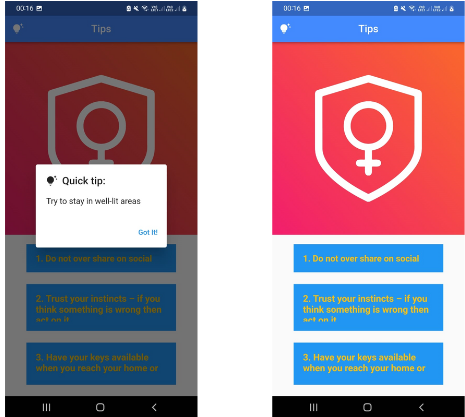 00:16
Tips
Quick tip:
Try to stay in well-lit areas
Got It!
1. Do not over share on social
2. Trust your instincts – if you
think something is wrong then
act on it
3. Have your keys available
when you reach your home or
00:16
Tips
1. Do not over share on social
2. Trust your instincts – if you
think something is wrong then
act on it
3. Have your keys available
when you reach your home or